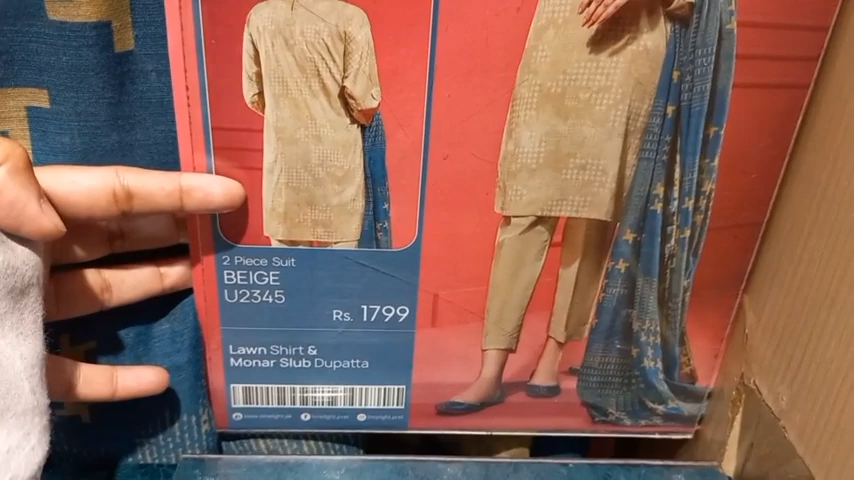 2 Piece Suit
BEIGE
U2345
Rs. 1799
Lawn Shirt &
Monar Slub Dupatta